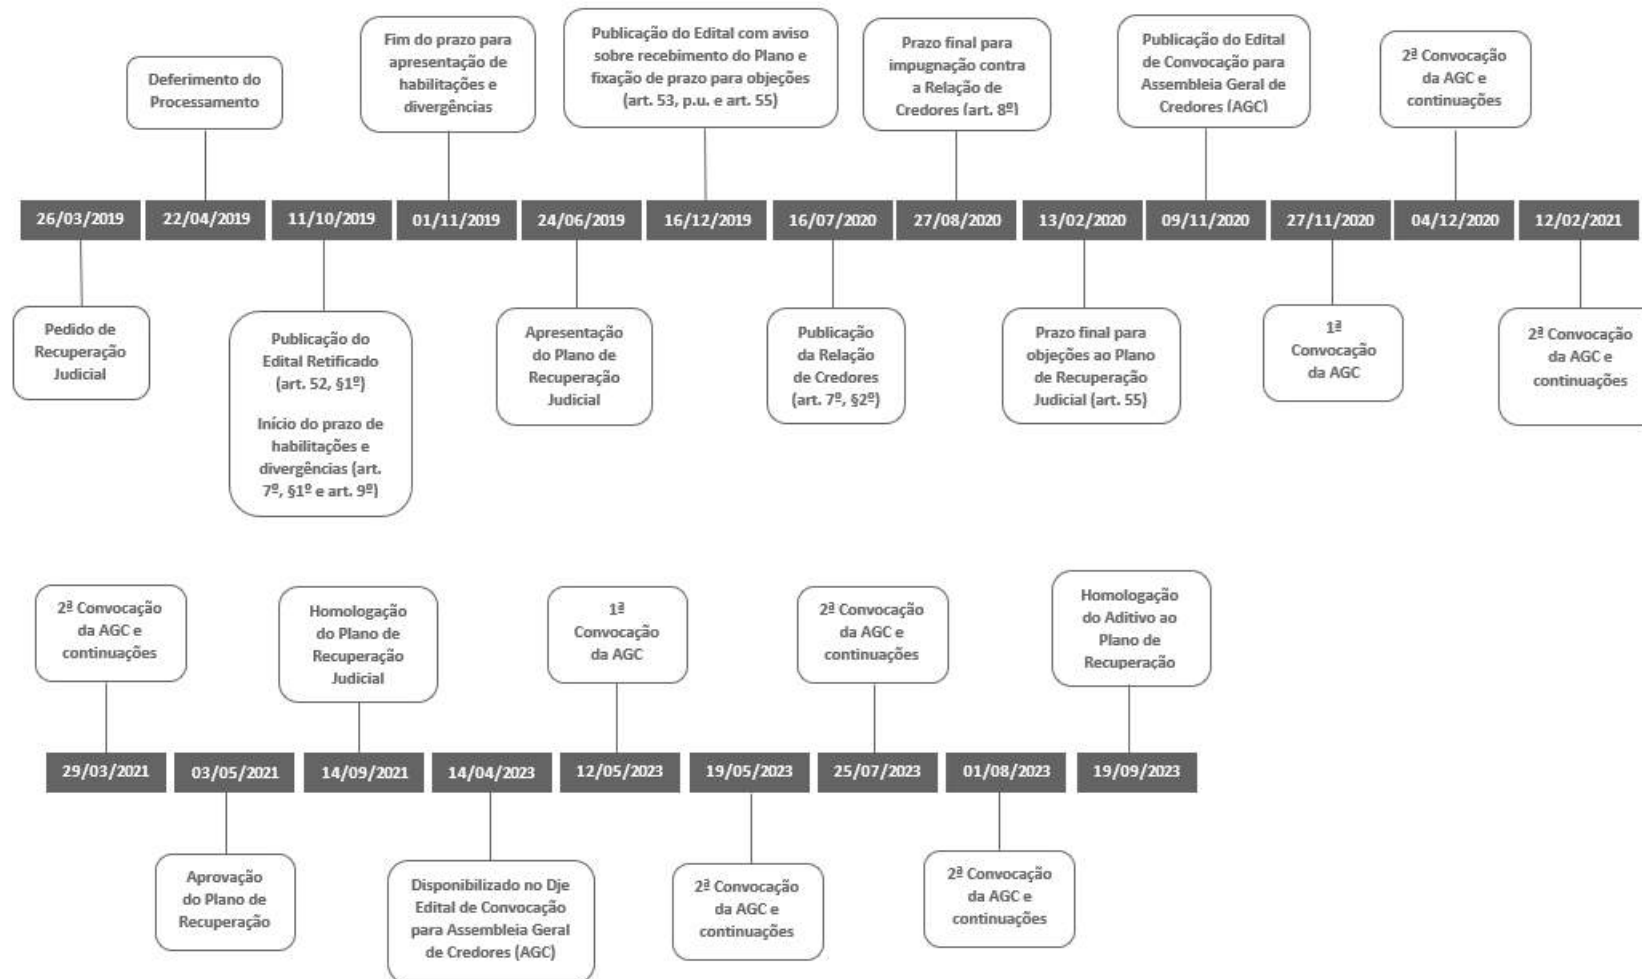 Deferimento do
Processamento
Fim do prazo para
apresentação de
habilitações e
divergências
Publicação do Edital com aviso
sobre recebimento do Plano e
fixação de prazo para objeções
(art. 53, p.u. e art. 55)
Prazo final para
impugnação contra
a Relação de
Credores (art. 8º)
Publicação do Edital
de Convocação para
Assembleia Geral de
Credores (AGC)
2ª Convocação
da AGC e
continuações
26/03/2019
22/04/2019
11/10/2019
01/11/2019
24/06/2019
16/12/2019
16/07/2020
27/08/2020
13/02/2020
09/11/2020
27/11/2020
04/12/2020
12/02/2021
Pedido de
Recuperação
Judicial
Publicação do
Edital Retificado
(art. 52, §1º)
Início do prazo de
habilitações e
divergências (art.
7º, §1º e art. 9º)
Apresentação
do Plano de
Recuperação
Judicial
Publicação
da Relação
de Credores
(art. 7º, §2º)
Prazo final para
objeções ao Plano
de Recuperação
Judicial (art. 55)
1ª
Convocação
da AGC
2ª Convocação
da AGC e
continuações
2ª Convocação
da AGC e
continuações
Homologação
do Plano de
Recuperação
Judicial
1ª
Convocação
da AGC
2ª Convocação
da AGC e
continuações
Homologação
do Aditivo ao
Plano de
Recuperação
29/03/2021
03/05/2021
14/09/2021
14/04/2023
12/05/2023
19/05/2023
25/07/2023
01/08/2023
19/09/2023
Aprovação
do Plano de
Recuperação
Disponibilizado no Dje
Edital de Convocação
para Assembleia Geral
de Credores (AGC)
2ª Convocação
da AGC e
continuações
2ª Convocação
da AGC e
continuações